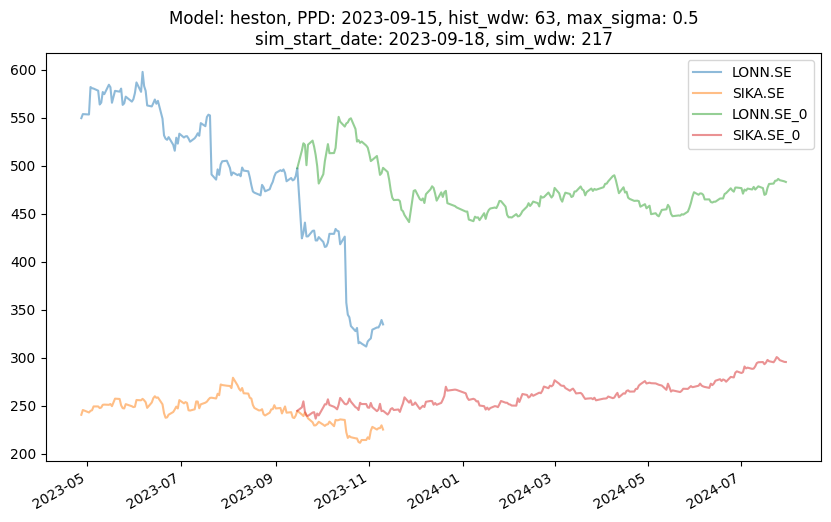 Model: heston, PPD: 2023-09-15, hist_wdw: 63, max_sigma: 0.5
sim_start_date: 2023-09-18, sim_wdw: 217
LONN.SE
SIKA.SE
LONN.SE_0
SIKA.SE_0
600
550
500
450
400
350
300
250
200
2023-05
2023-07
2023-09
2023-11
2024-01
2024-03
2024-05
2024-07